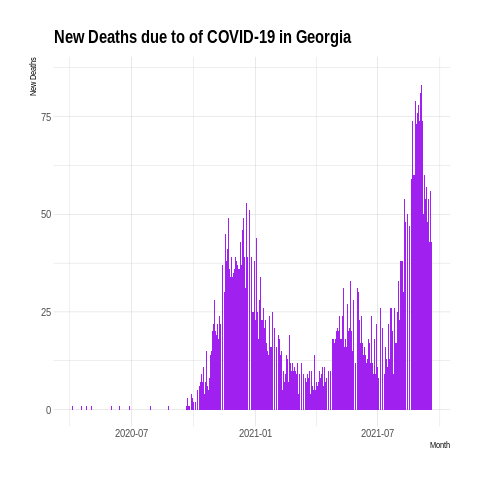 New Deaths due to of COVID-19 in Georgia
New Deaths
75
50
25
0
2020-07
2021-01
2021-07
Month